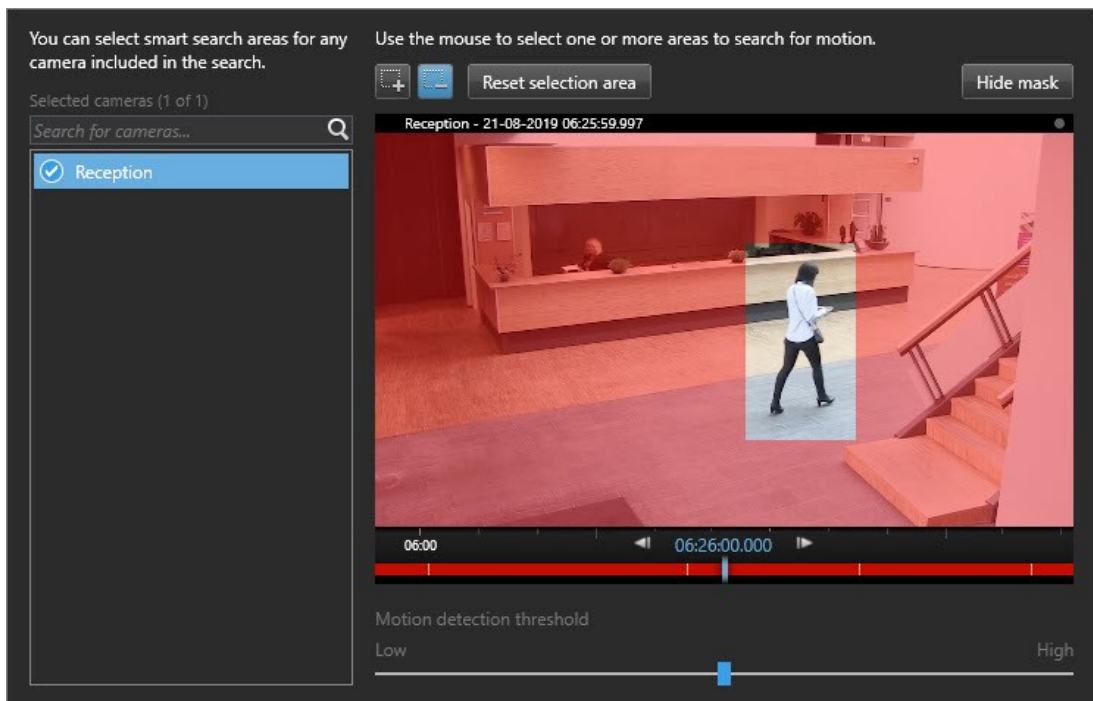 You can select smart search areas for any
camera included in the search.
Selected cameras (1 of 1)
Search for cameras...
Reception
Use the mouse to select one or more areas to search for motion.
Reset selection area
Hide mask
Reception - 21-08-2019 06:25:59.997
06:00
06:26:00.000
Motion detection threshold
Low
High